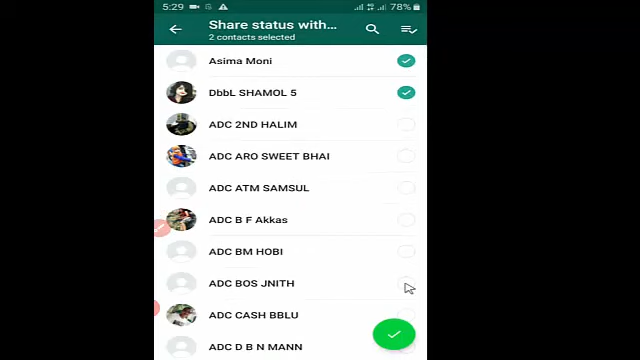 5:29
78%
Share status with...
2 contacts selected
Asima Moni
DbbL SHAMOL 5
ADC 2ND HALIM
ADC ARO SWEET BHAI
ADC ATM SAMSUL
ADC B F Akkas
ADC BM HOBI
ADC BOS JNITH
ADC CASH BBLU
ADC D B N MANN